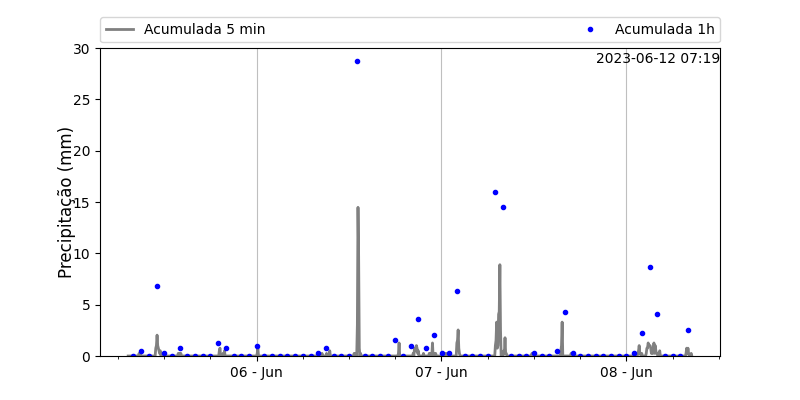 Acumulada 5 min
Acumulada 1h
2023-06-12 07:19
Precipitação (mm)
30
25
20
15
10
5
0
06 - Jun
07 - Jun
08 - Jun